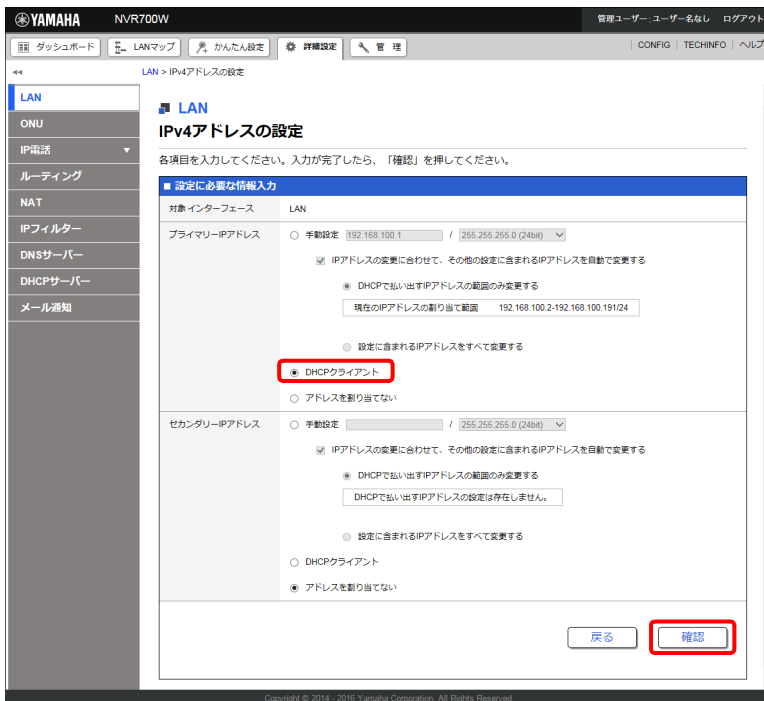 YAMAHA NVR700W 管理ユーザー:ユーザー名なし ログアウト
ダッシュボード LANマップ かんたん設定 詳細設定 管理 CONFIG | TECHINFO | ヘルプ
LAN > IPv4アドレスの設定
LAN
ONU
IP電話
ルーティング
NAT
IPフィルター
DNSサーバー
DHCPサーバー
メール通知
LAN
IPv4アドレスの設定
各項目を入力してください。入力が完了したら、「確認」を押してください。
■ 設定に必要な情報入力
対象インターフェース LAN
プライマリーIPアドレス 手動設定 192.168.100.1 / 255.255.255.0 (24bit)
IPアドレスの変更に合わせて、その他の設定に含まれるIPアドレスを自動で変更する
DHCPで払い出すIPアドレスの範囲のみ変更する
現在のIPアドレスの割り当て範囲 192.168.100.2-192.168.100.191/24
設定に含まれるIPアドレスをすべて変更する
DHCPクライアント
アドレスを割り当てない
セカンダリーIPアドレス 手動設定 / 255.255.255.0 (24bit)
IPアドレスの変更に合わせて、その他の設定に含まれるIPアドレスを自動で変更する
DHCPで払い出すIPアドレスの範囲のみ変更する
DHCPで払い出すIPアドレスの設定は存在しません。
設定に含まれるIPアドレスをすべて変更する
DHCPクライアント
アドレスを割り当てない
戻る 確認
Copyright © 2014 - 2016 Yamaha Corporation. All Rights Reserved.